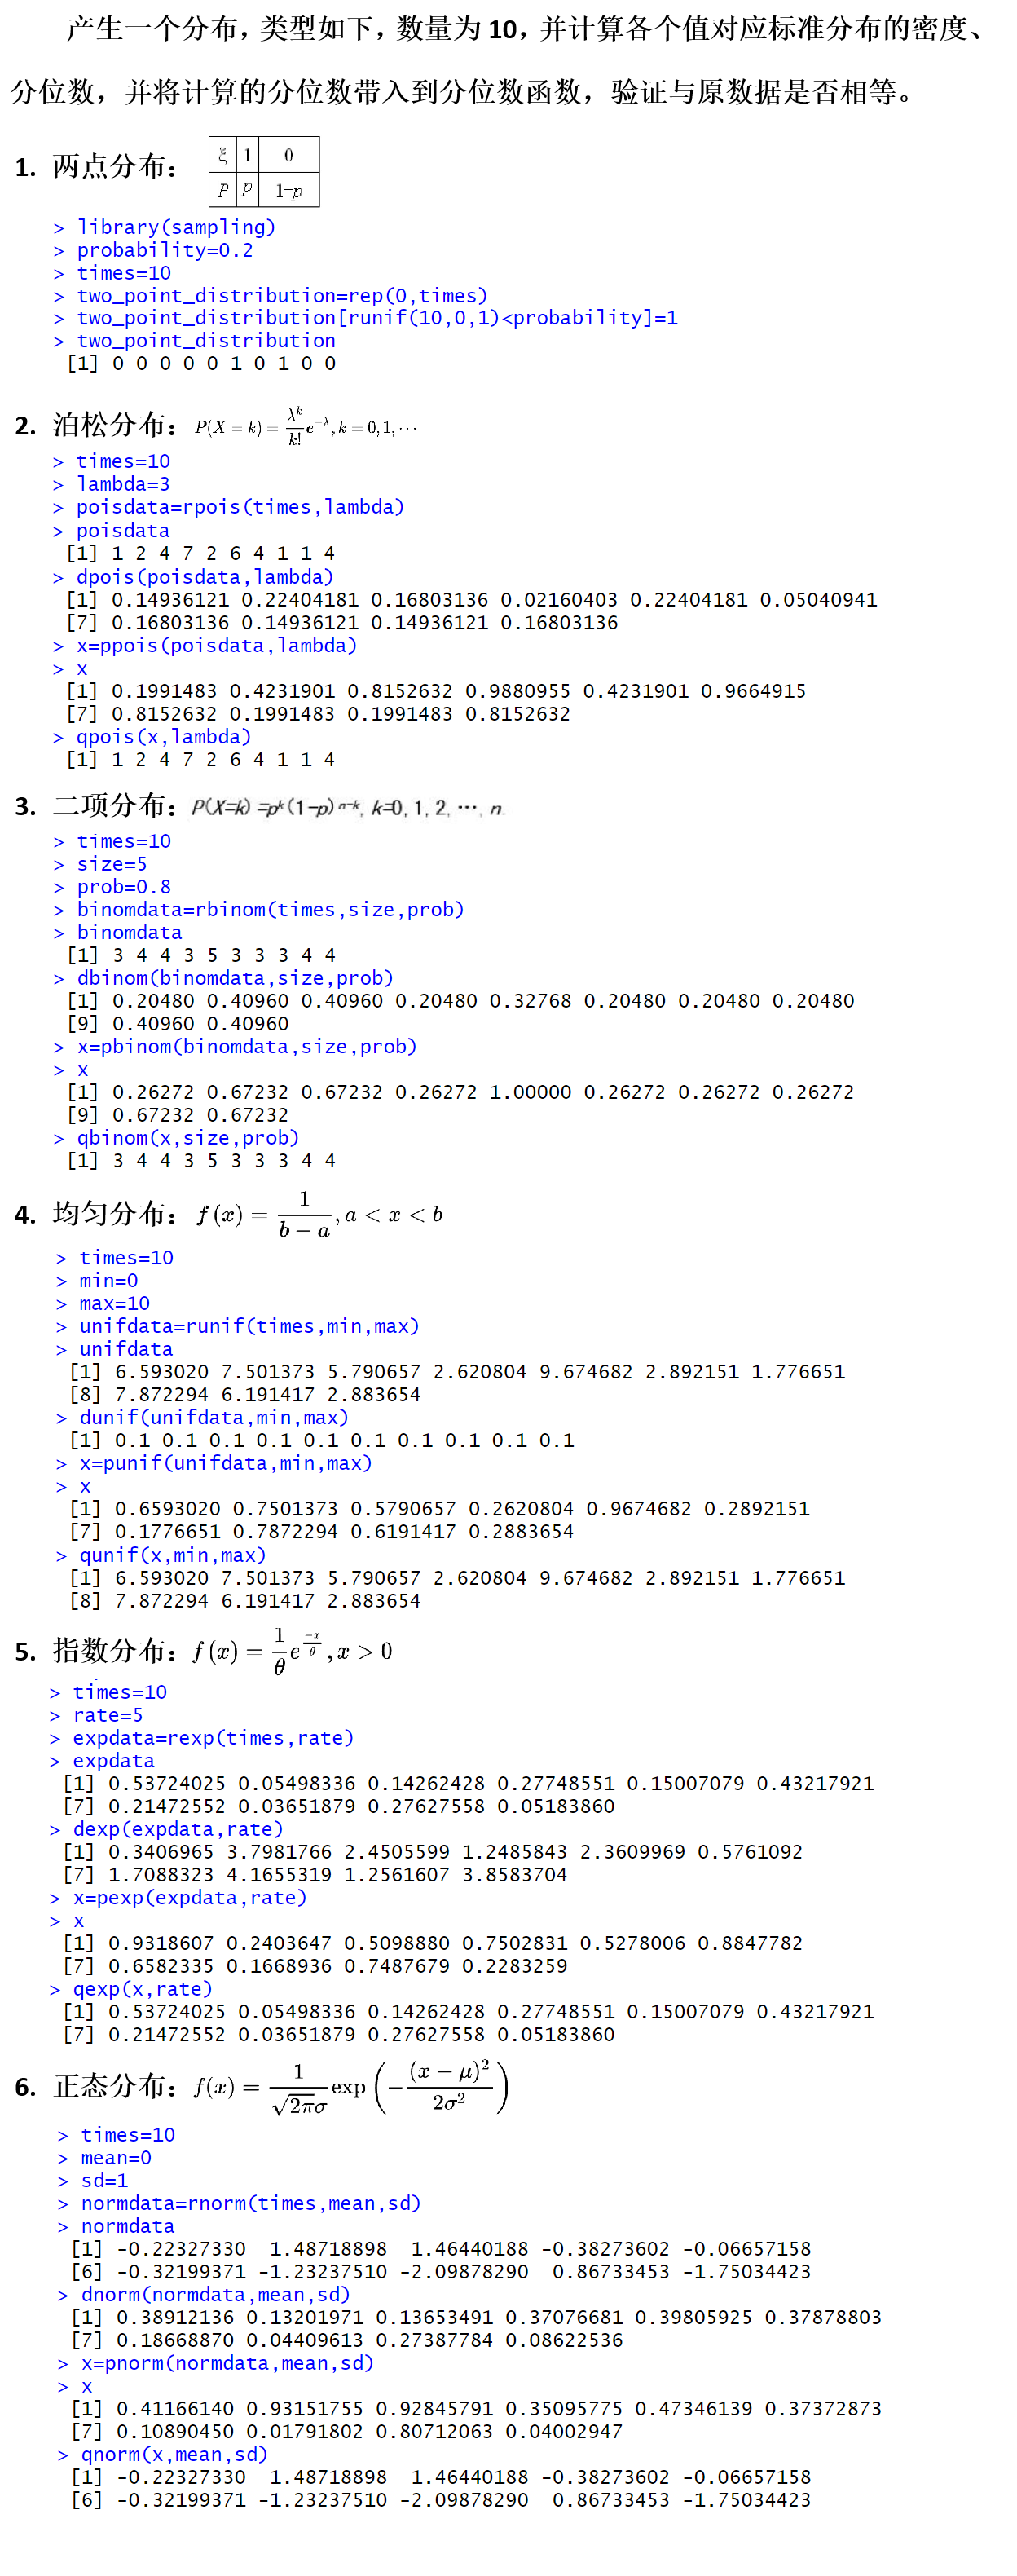 产生一个分布，类型如下，数量为 10，并计算各个值对应标准分布的密度、
分位数，并将计算的分位数带入到分位数函数，验证与原数据是否相等。
1. 两点分布：
ξ 1 0
P p 1-p
> library(sampling)
> probability=0.2
> times=10
> two_point_distribution=rep(0,times)
> two_point_distribution[runif(10,0,1)<probability]=1
> two_point_distribution
[1] 0 0 0 0 0 1 0 1 0 0
2. 泊松分布：P(X = k) = \frac{λ^k}{k!}e^{-λ}, k = 0, 1, ···
> times=10
> lambda=3
> poisdata=rpois(times,lambda)
> poisdata
[1] 1 2 4 7 2 6 4 1 1 4
> dpois(poisdata,lambda)
[1] 0.14936121 0.22404181 0.16803136 0.02160403 0.22404181 0.05040941
[7] 0.16803136 0.14936121 0.14936121 0.16803136
> x=ppois(poisdata,lambda)
> x
[1] 0.1991483 0.4231901 0.8152632 0.9880955 0.4231901 0.9664915
[7] 0.8152632 0.1991483 0.1991483 0.8152632
> qpois(x,lambda)
[1] 1 2 4 7 2 6 4 1 1 4
3. 二项分布：P(X=k) =p^k(1-p)^{n-k}, k=0, 1, 2, ···, n.
> times=10
> size=5
> prob=0.8
> binomdata=rbinom(times,size,prob)
> binomdata
[1] 3 4 4 3 5 3 3 3 4 4
> dbinom(binomdata,size,prob)
[1] 0.20480 0.40960 0.40960 0.20480 0.32768 0.20480 0.20480 0.20480
[9] 0.40960 0.40960
> x=pbinom(binomdata,size,prob)
> x
[1] 0.26272 0.67232 0.67232 0.26272 1.00000 0.26272 0.26272 0.26272
[9] 0.67232 0.67232
> qbinom(x,size,prob)
[1] 3 4 4 3 5 3 3 3 4 4
4. 均匀分布：f(x) = \frac{1}{b-a}, a < x < b
> times=10
> min=0
> max=10
> unifdata=runif(times,min,max)
> unifdata
[1] 6.593020 7.501373 5.790657 2.620804 9.674682 2.892151 1.776651
[8] 7.872294 6.191417 2.883654
> dunif(unifdata,min,max)
[1] 0.1 0.1 0.1 0.1 0.1 0.1 0.1 0.1 0.1 0.1
> x=punif(unifdata,min,max)
> x
[1] 0.6593020 0.7501373 0.5790657 0.2620804 0.9674682 0.2892151
[7] 0.1776651 0.7872294 0.6191417 0.2883654
> qunif(x,min,max)
[1] 6.593020 7.501373 5.790657 2.620804 9.674682 2.892151 1.776651
[8] 7.872294 6.191417 2.883654
5. 指数分布：f(x) = \frac{1}{θ}e^{\frac{-x}{θ}}, x > 0
> times=10
> rate=5
> expdata=rexp(times,rate)
> expdata
[1] 0.53724025 0.05498336 0.14262428 0.27748551 0.15007079 0.43217921
[7] 0.21472552 0.03651879 0.27627558 0.05183860
> dexp(expdata,rate)
[1] 0.3406965 3.7981766 2.4505599 1.2485843 2.3609969 0.5761092
[7] 1.7088323 4.1655319 1.2561607 3.8583704
> x=pexp(expdata,rate)
> x
[1] 0.9318607 0.2403647 0.5098880 0.7502831 0.5278006 0.8847782
[7] 0.6582335 0.1668936 0.7487679 0.2283259
> qexp(x,rate)
[1] 0.53724025 0.05498336 0.14262428 0.27748551 0.15007079 0.43217921
[7] 0.21472552 0.03651879 0.27627558 0.05183860
6. 正态分布：f(x) = \frac{1}{\sqrt{2π}σ} exp(-\frac{(x-μ)^2}{2σ^2})
> times=10
> mean=0
> sd=1
> normdata=rnorm(times,mean,sd)
> normdata
[1] -0.22327330 1.48718898 1.46440188 -0.38273602 -0.06657158
[6] -0.32199371 -1.23237510 -2.09878290 0.86733453 -1.75034423
> dnorm(normdata,mean,sd)
[1] 0.38912136 0.13201971 0.13653491 0.37076681 0.39805925 0.37878803
[7] 0.18668870 0.04409613 0.27387784 0.08622536
> x=pnorm(normdata,mean,sd)
> x
[1] 0.41166140 0.93151755 0.92845791 0.35095775 0.47346139 0.37372873
[7] 0.10890450 0.01791802 0.80712063 0.04002947
> qnorm(x,mean,sd)
[1] -0.22327330 1.48718898 1.46440188 -0.38273602 -0.06657158
[6] -0.32199371 -1.23237510 -2.09878290 0.86733453 -1.75034423